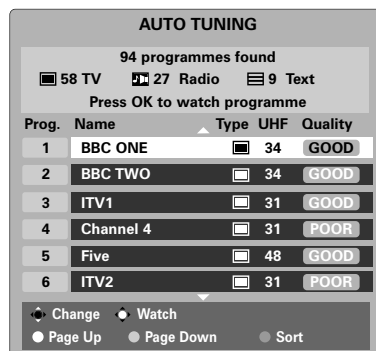 AUTO TUNING
94 programmes found
58 TV 27 Radio 9 Text
Press OK to watch programme
Prog. Name Type UHF Quality
1 BBC ONE 34 GOOD
2 BBC TWO 34 GOOD
3 ITV1 31 GOOD
4 Channel 4 31 POOR
5 Five 48 GOOD
6 ITV2 31 POOR
Change Watch
Page Up Page Down Sort